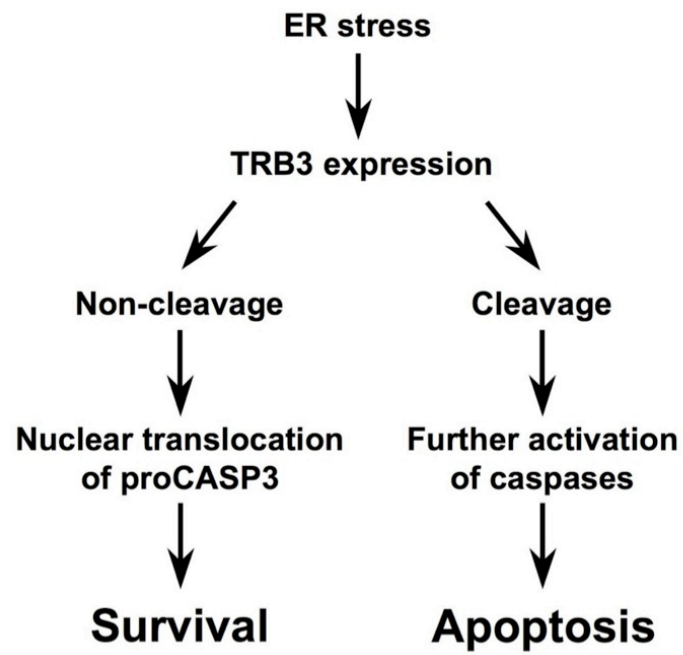 ER stress
TRB3 expression
Non-cleavage
Cleavage
Nuclear translocation
of proCASP3
Further activation
of caspases
Survival
Apoptosis